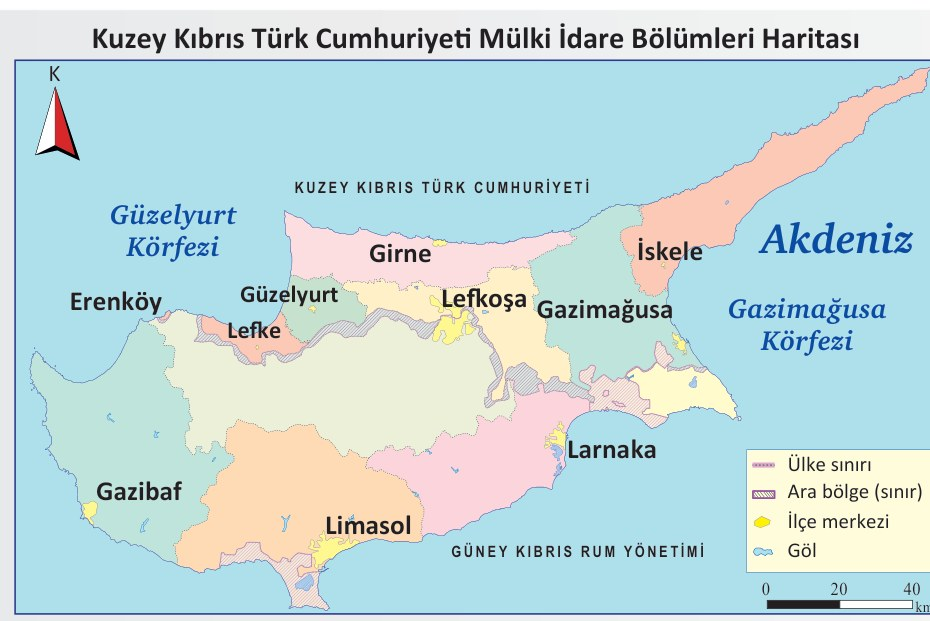 Kuzey Kıbrıs Türk Cumhuriyeti Mülki İdare Bölümleri Haritası
K
KUZEY KIBRIS TÜRK CUMHURİYETİ
Güzelyurt
Körfezi
Akdeniz
Girne
İskele
Erenköy
Güzelyurt
Lefkoşa
Gazimağusa
Gazimağusa
Körfezi
Lefke
Larnaka
Gazibaf
Limasol
GÜNEY KIBRIS RUM YÖNETİMİ
Ülke sınırı
Ara bölge (sınır)
İlçe merkezi
Göl
0 20 40
km